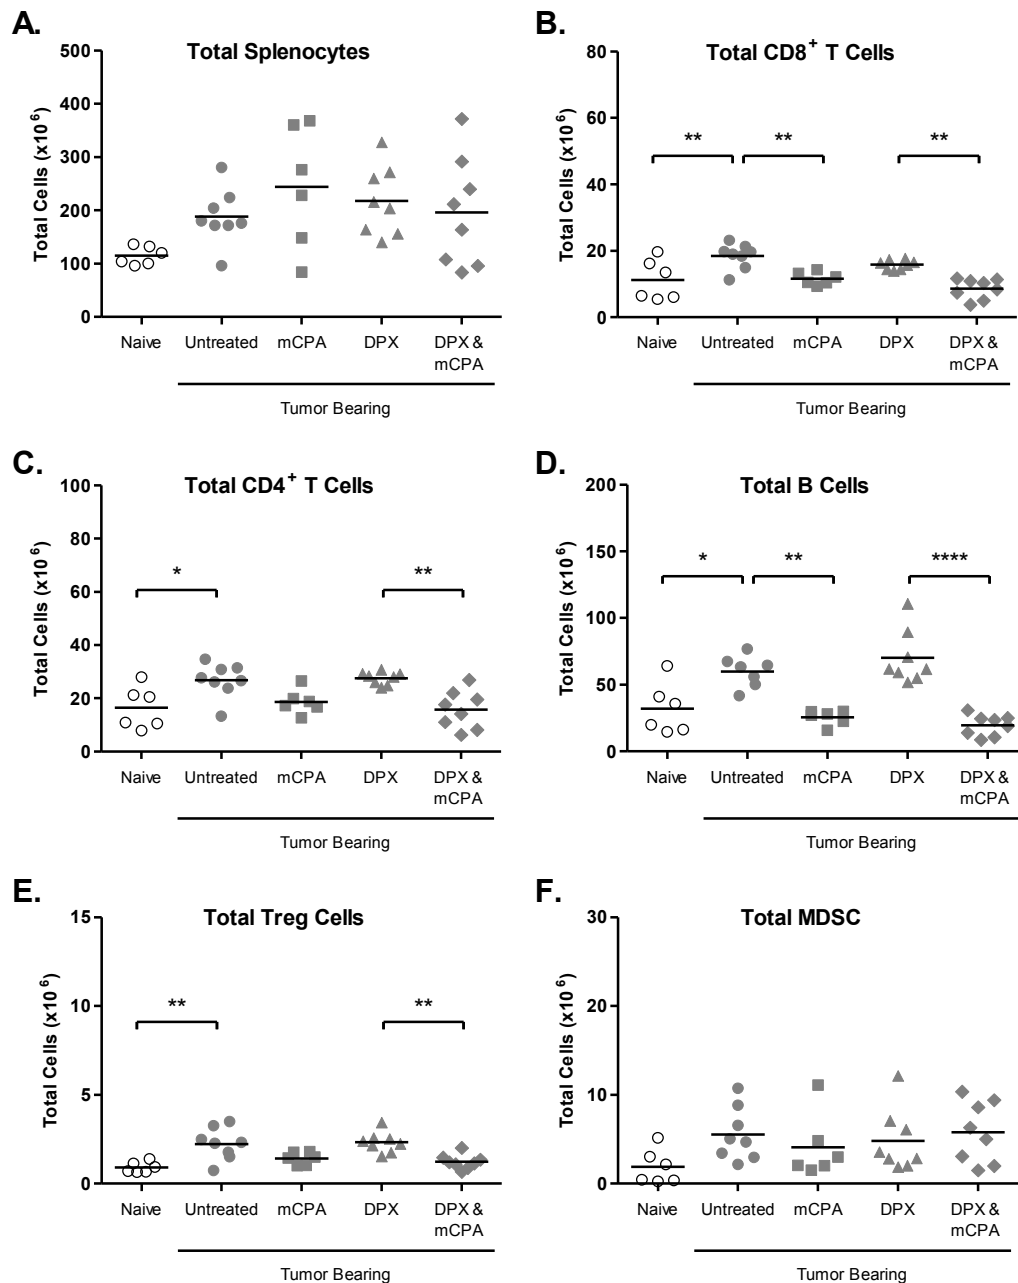 A.
Total Splenocytes
Total Cells (x10⁶)
500
400
300
200
100
0
Naive Untreated mCPA DPX DPX &
mCPA
Tumor Bearing
B.
Total CD8⁺ T Cells
Total Cells (x10⁶)
80
60
40
20
0
** ** **
Naive Untreated mCPA DPX DPX &
mCPA
Tumor Bearing
C.
Total CD4⁺ T Cells
Total Cells (x10⁶)
100
80
60
40
20
0
* **
Naive Untreated mCPA DPX DPX &
mCPA
Tumor Bearing
D.
Total B Cells
Total Cells (x10⁶)
200
150
100
50
0
* ** ****
Naive Untreated mCPA DPX DPX &
mCPA
Tumor Bearing
E.
Total Treg Cells
Total Cells (x10⁶)
15
10
5
0
** **
Naive Untreated mCPA DPX DPX &
mCPA
Tumor Bearing
F.
Total MDSC
Total Cells (x10⁶)
30
20
10
0
Naive Untreated mCPA DPX DPX &
mCPA
Tumor Bearing